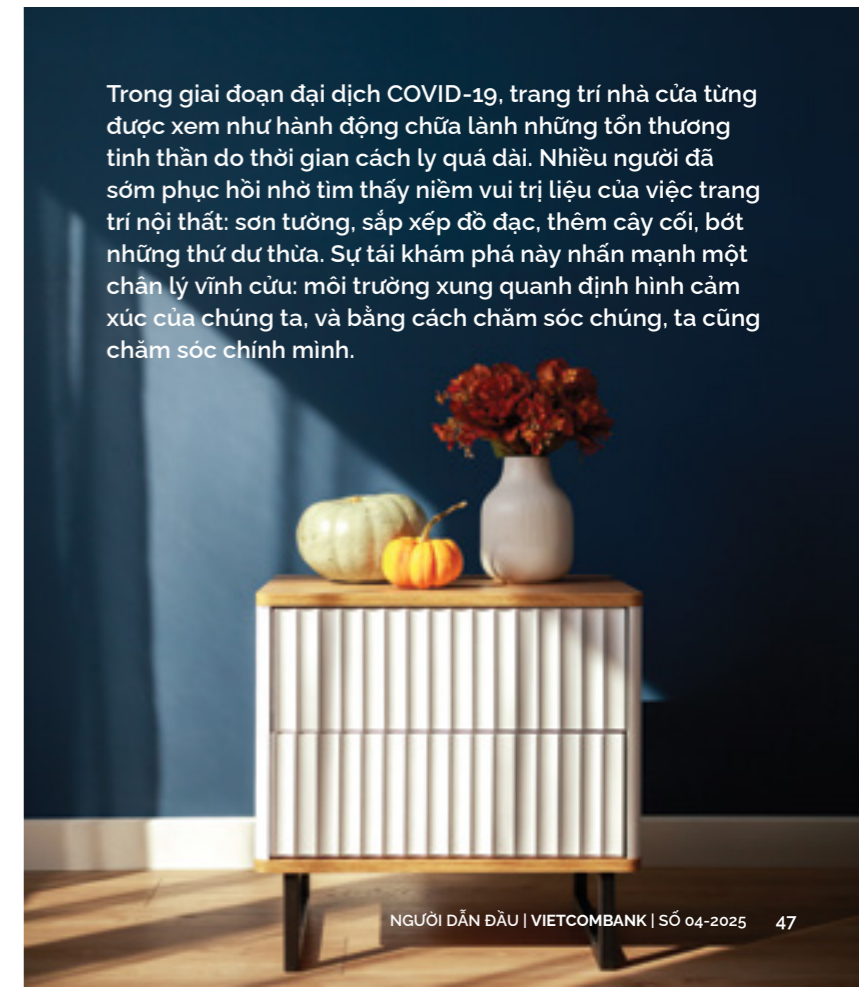 Trong giai đoạn đại dịch COVID-19, trang trí nhà cửa từng
được xem như hành động chữa lành những tổn thương
tinh thần do thời gian cách ly quá dài. Nhiều người đã
sớm phục hồi nhờ tìm thấy niềm vui trị liệu của việc trang
trí nội thất: sơn tường, sắp xếp đồ đạc, thêm cây cối, bớt
những thứ dư thừa. Sự tái khám phá này nhấn mạnh một
chân lý vĩnh cửu: môi trường xung quanh định hình cảm
xúc của chúng ta, và bằng cách chăm sóc chúng, ta cũng
chăm sóc chính mình.
NGƯỜI DẪN ĐẦU | VIETCOMBANK | SỐ 04-2025 47